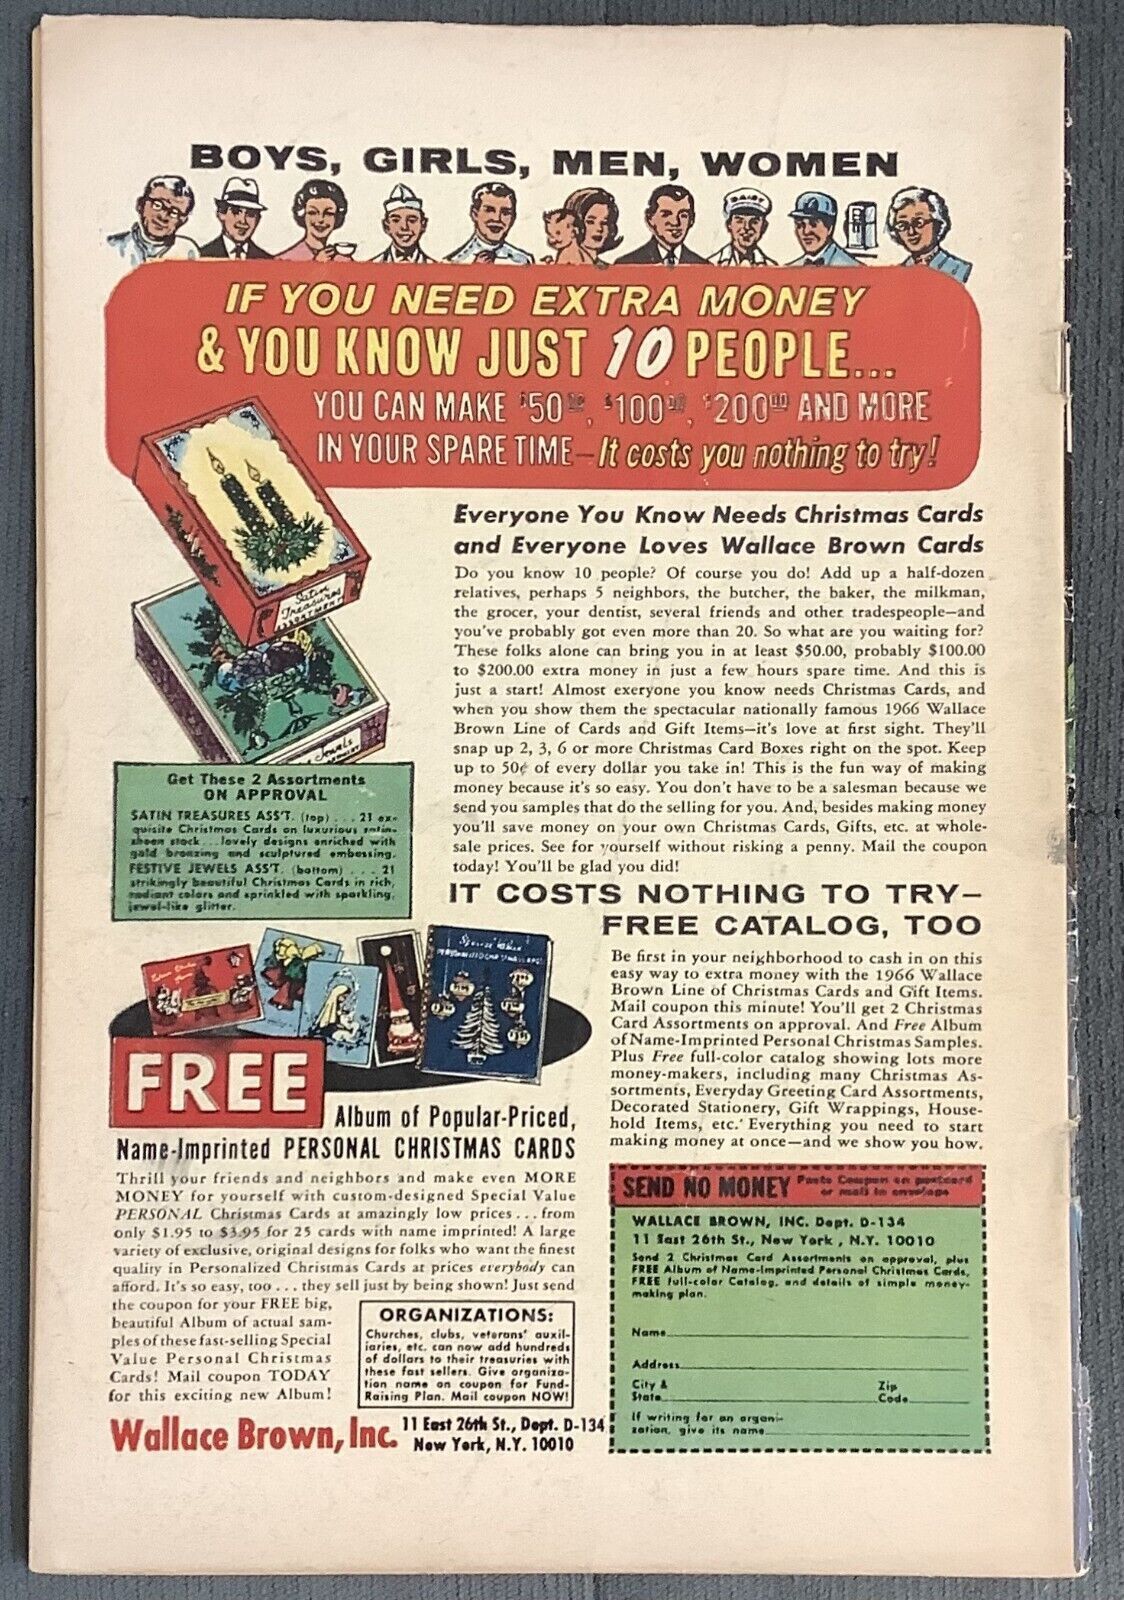 BOYS, GIRLS, MEN, WOMEN
DAIRY
IF YOU NEED EXTRA MONEY
& YOU KNOW JUST 10 PEOPLE...
YOU CAN MAKE $50.00, $100.00, $200.00 AND MORE
IN YOUR SPARE TIME—It costs you nothing to try!
Satin
Treasures
ASSORTMENT
Jewels
Everyone You Know Needs Christmas Cards
and Everyone Loves Wallace Brown Cards
Do you know 10 people? Of course you do! Add up a half-dozen
relatives, perhaps 5 neighbors, the butcher, the baker, the milkman,
the grocer, your dentist, several friends and other tradespeople—and
you've probably got even more than 20. So what are you waiting for?
These folks alone can bring you in at least $50.00, probably $100.00
to $200.00 extra money in just a few hours spare time. And this is
just a start! Almost exeryone you know needs Christmas Cards, and
when you show them the spectacular nationally famous 1966 Wallace
Brown Line of Cards and Gift Items—it's love at first sight. They'll
snap up 2, 3, 6 or more Christmas Card Boxes right on the spot. Keep
up to 50¢ of every dollar you take in! This is the fun way of making
money because it's so easy. You don't have to be a salesman because we
send you samples that do the selling for you. And, besides making money
you'll save money on your own Christmas Cards, Gifts, etc. at whole-
sale prices. See for yourself without risking a penny. Mail the coupon
today! You'll be glad you did!
Get These 2 Assortments
ON APPROVAL
SATIN TREASURES ASS'T. (top) . . . 21 ex-
quisite Christmas Cards on luxurious satin-
sheen stock . . . lovely designs enriched with
gold bronzing and sculptured embossing.
FESTIVE JEWELS ASS'T. (bottom) . . . 21
strikingly beautiful Christmas Cards in rich,
radiant colors and sprinkled with sparkling,
jewel-like glitter.
IT COSTS NOTHING TO TRY—
FREE CATALOG, TOO
Be first in your neighborhood to cash in on this
easy way to extra money with the 1966 Wallace
Brown Line of Christmas Cards and Gift Items.
Mail coupon this minute! You'll get 2 Christmas
Card Assortments on approval. And Free Album
of Name-Imprinted Personal Christmas Samples.
Plus Free full-color catalog showing lots more
money-makers, including many Christmas As-
sortments, Everyday Greeting Card Assortments,
Decorated Stationery, Gift Wrappings, House-
hold Items, etc. Everything you need to start
making money at once—and we show you how.
FREE
Album of Popular-Priced,
Name-Imprinted PERSONAL CHRISTMAS CARDS
Thrill your friends and neighbors and make even MORE
MONEY for yourself with custom-designed Special Value
PERSONAL Christmas Cards at amazingly low prices . . . from
only $1.95 to $3.95 for 25 cards with name imprinted! A large
variety of exclusive, original designs for folks who want the finest
quality in Personalized Christmas Cards at prices everybody can
afford. It's so easy, too . . . they sell just by being shown! Just send
the coupon for your FREE big,
beautiful Album of actual sam-
ples of these fast-selling Special
Value Personal Christmas
Cards! Mail coupon TODAY
for this exciting new Album!
ORGANIZATIONS:
Churches, clubs, veterans' auxil-
iaries, etc. can now add hundreds
of dollars to their treasuries with
these fast sellers. Give organiza-
tion name on coupon for Fund-
Raising Plan. Mail coupon NOW!
Wallace Brown, Inc. 11 East 26th St., Dept. D-134
New York, N.Y. 10010
SEND NO MONEY Paste Coupon on postcard
or mail in envelope
WALLACE BROWN, INC. Dept. D-134
11 East 26th St., New York, N.Y. 10010
Send 2 Christmas Card Assortments on approval, plus
FREE Album of Name-Imprinted Personal Christmas Cards,
FREE full-color Catalog, and details of simple money-
making plan.
Name
Address
City & Zip
State Code
If writing for an organi-
zation, give its name